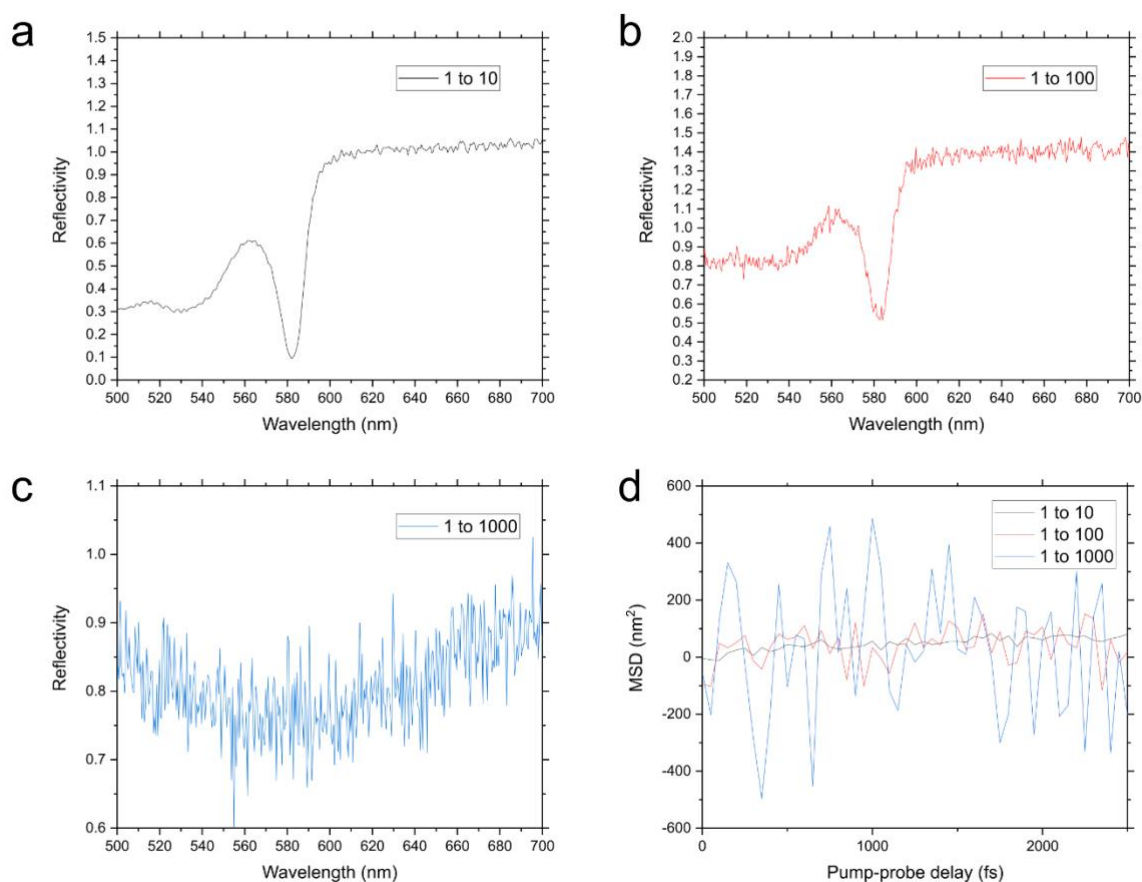 a
1.5
1.4
1.3
1.2
1.1
1.0
0.9
0.8
0.7
0.6
0.5
0.4
0.3
0.2
0.1
0.0
Reflectivity
1 to 10
500 520 540 560 580 600 620 640 660 680 700
Wavelength (nm)
b
2.0
1.9
1.8
1.7
1.6
1.5
1.4
1.3
1.2
1.1
1.0
0.9
0.8
0.7
0.6
0.5
0.4
0.3
0.2
Reflectivity
1 to 100
500 520 540 560 580 600 620 640 660 680 700
Wavelength (nm)
c
1.1
1.0
0.9
0.8
0.7
0.6
Reflectivity
1 to 1000
500 520 540 560 580 600 620 640 660 680 700
Wavelength (nm)
d
600
400
200
0
-200
-400
-600
MSD (nm²)
1 to 10
1 to 100
1 to 1000
0 1000 2000
Pump-probe delay (fs)